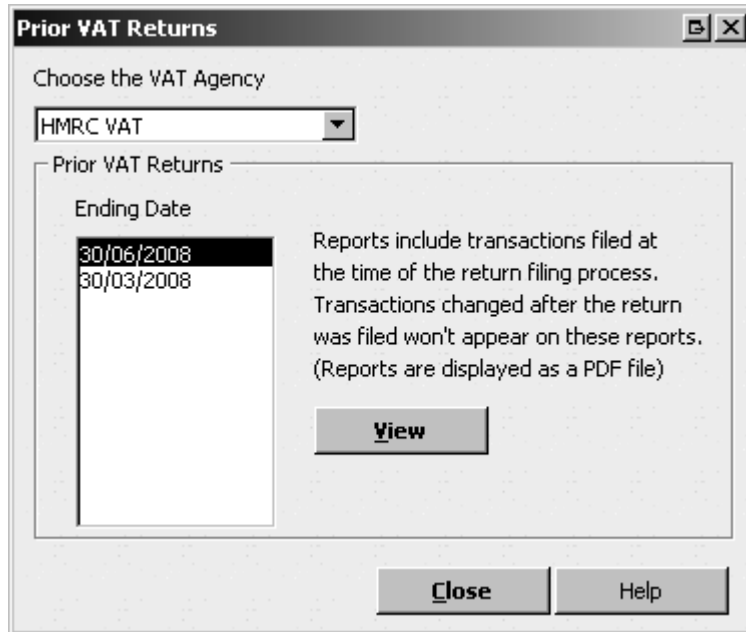 Prior VAT Returns
Choose the VAT Agency
HMRC VAT
Prior VAT Returns
Ending Date
30/06/2008
30/03/2008
Reports include transactions filed at
the time of the return filing process.
Transactions changed after the return
was filed won't appear on these reports.
(Reports are displayed as a PDF file)
View
Close
Help